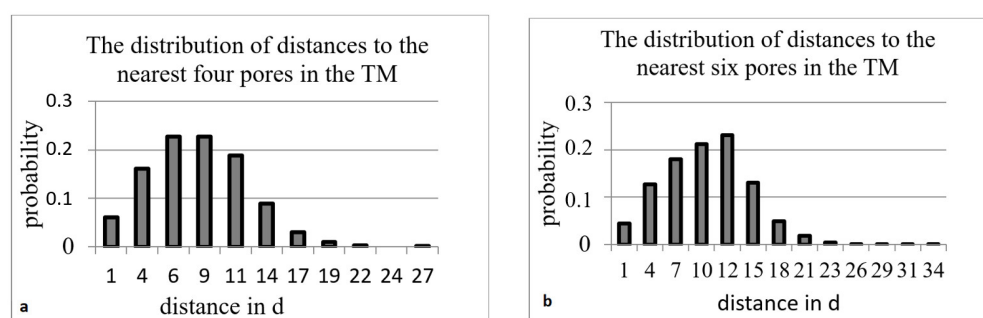 The distribution of distances to the
nearest four pores in the TM
0.3
0.2
0.1
0
probability
1 4 6 9 11 14 17 19 22 24 27
distance in d
a
The distribution of distances to the
nearest six pores in the TM
0.3
0.2
0.1
0
probability
1 4 7 10 12 15 18 21 23 26 29 31 34
distance in d
b